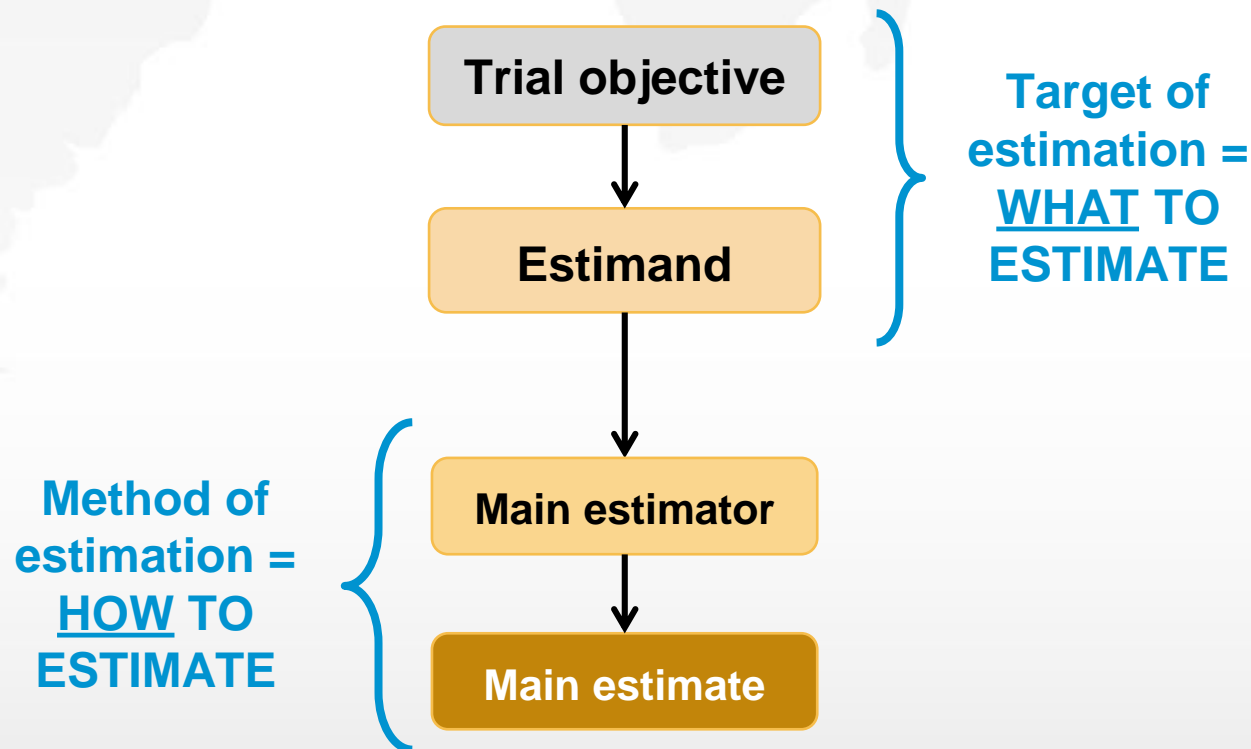 Trial objective
Target of
estimation =
WHAT TO
ESTIMATE
Estimand
Main estimator
Method of
estimation =
HOW TO
ESTIMATE
Main estimate